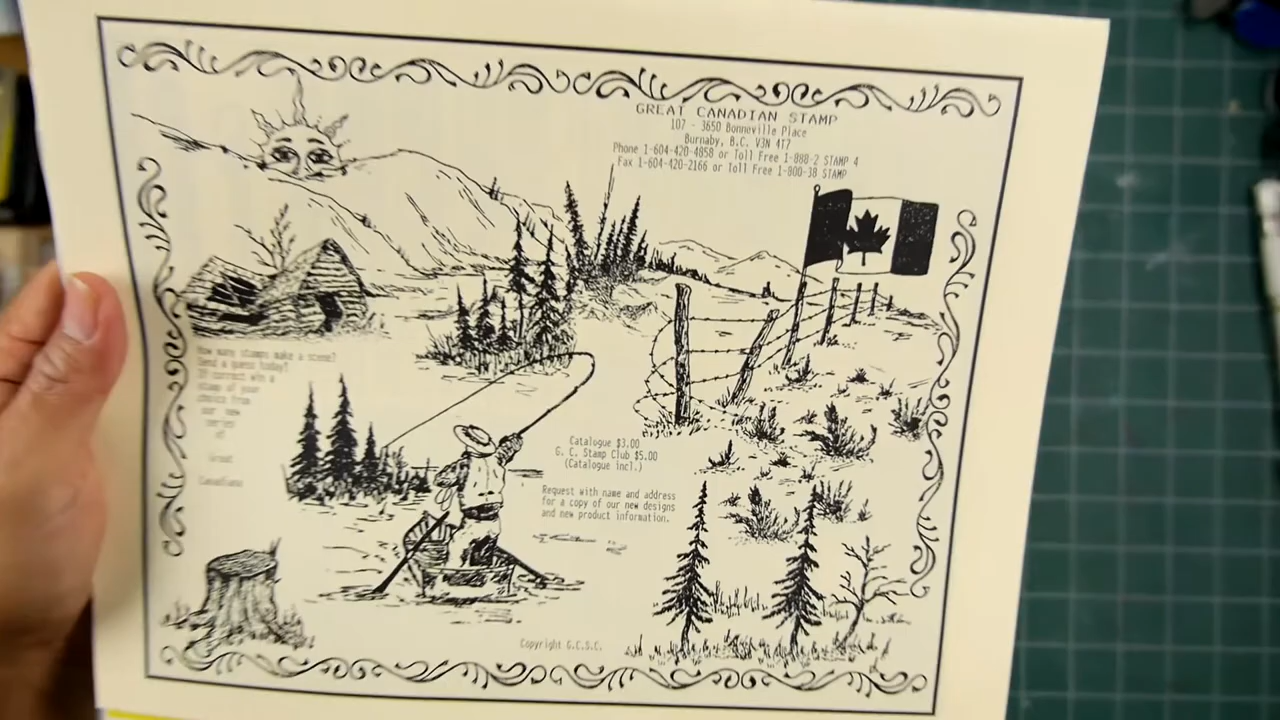 GREAT CANADIAN STAMP
107 - 3650 Bonneville Place
Burnaby, B.C. V3N 4T7
Phone 1-604-420-4858 or Toll Free 1-888-2 STAMP 4
Fax 1-604-420-2166 or Toll Free 1-800-38 STAMP
How many stamps make a scene?
Send a guess today!
If correct win a
stamp of your
choice from
our new
series
of
Great
Canadians
Catalogue $3.00
G. C. Stamp Club $5.00
(Catalogue incl.)
Request with name and address
for a copy of our new designs
and new product information.
Copyright G.C.S.C.